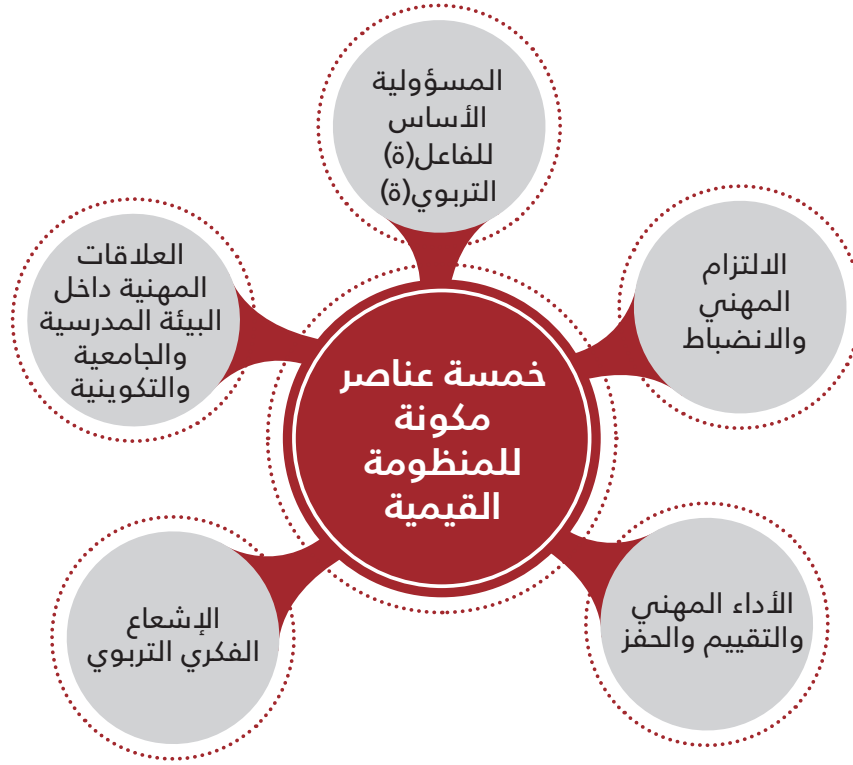 المسؤولية
الأساس
للفاعل(ة)
التربوي(ة)
الالتزام
المهني
والانضباط
العلاقات
المهنية داخل
البيئة المدرسية
والجامعية
والتكوينية
خمسة عناصر
مكونة
للمنظومة
القيمية
الأداء المهني
والتقييم والحفز
الإشعاع
الفكري التربوي